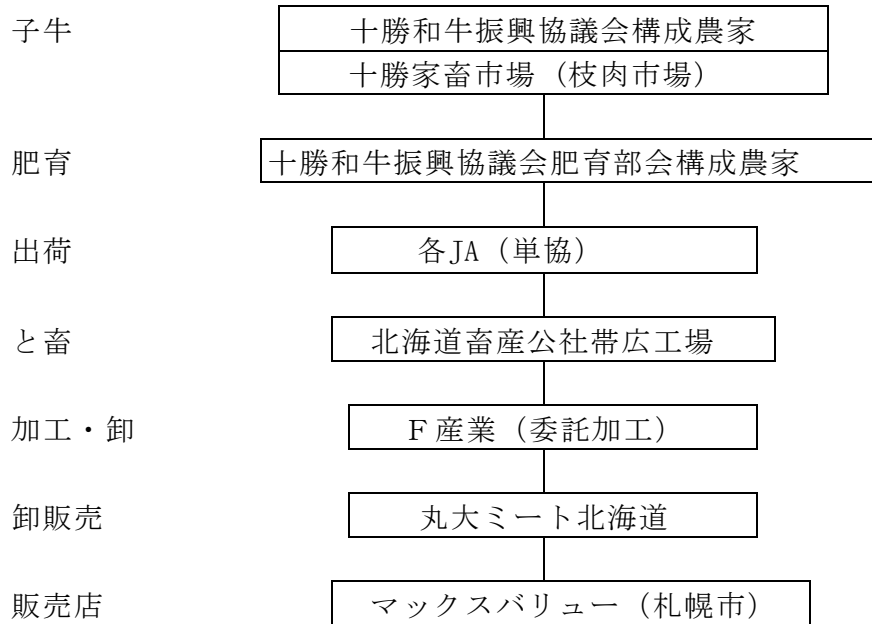 子牛 十勝和牛振興協議会構成農家
十勝家畜市場（枝肉市場）
肥育 十勝和牛振興協議会肥育部会構成農家
出荷 各JA（単協）
と畜 北海道畜産公社帯広工場
加工・卸 Ｆ産業（委託加工）
卸販売 丸大ミート北海道
販売店 マックスバリュー（札幌市）